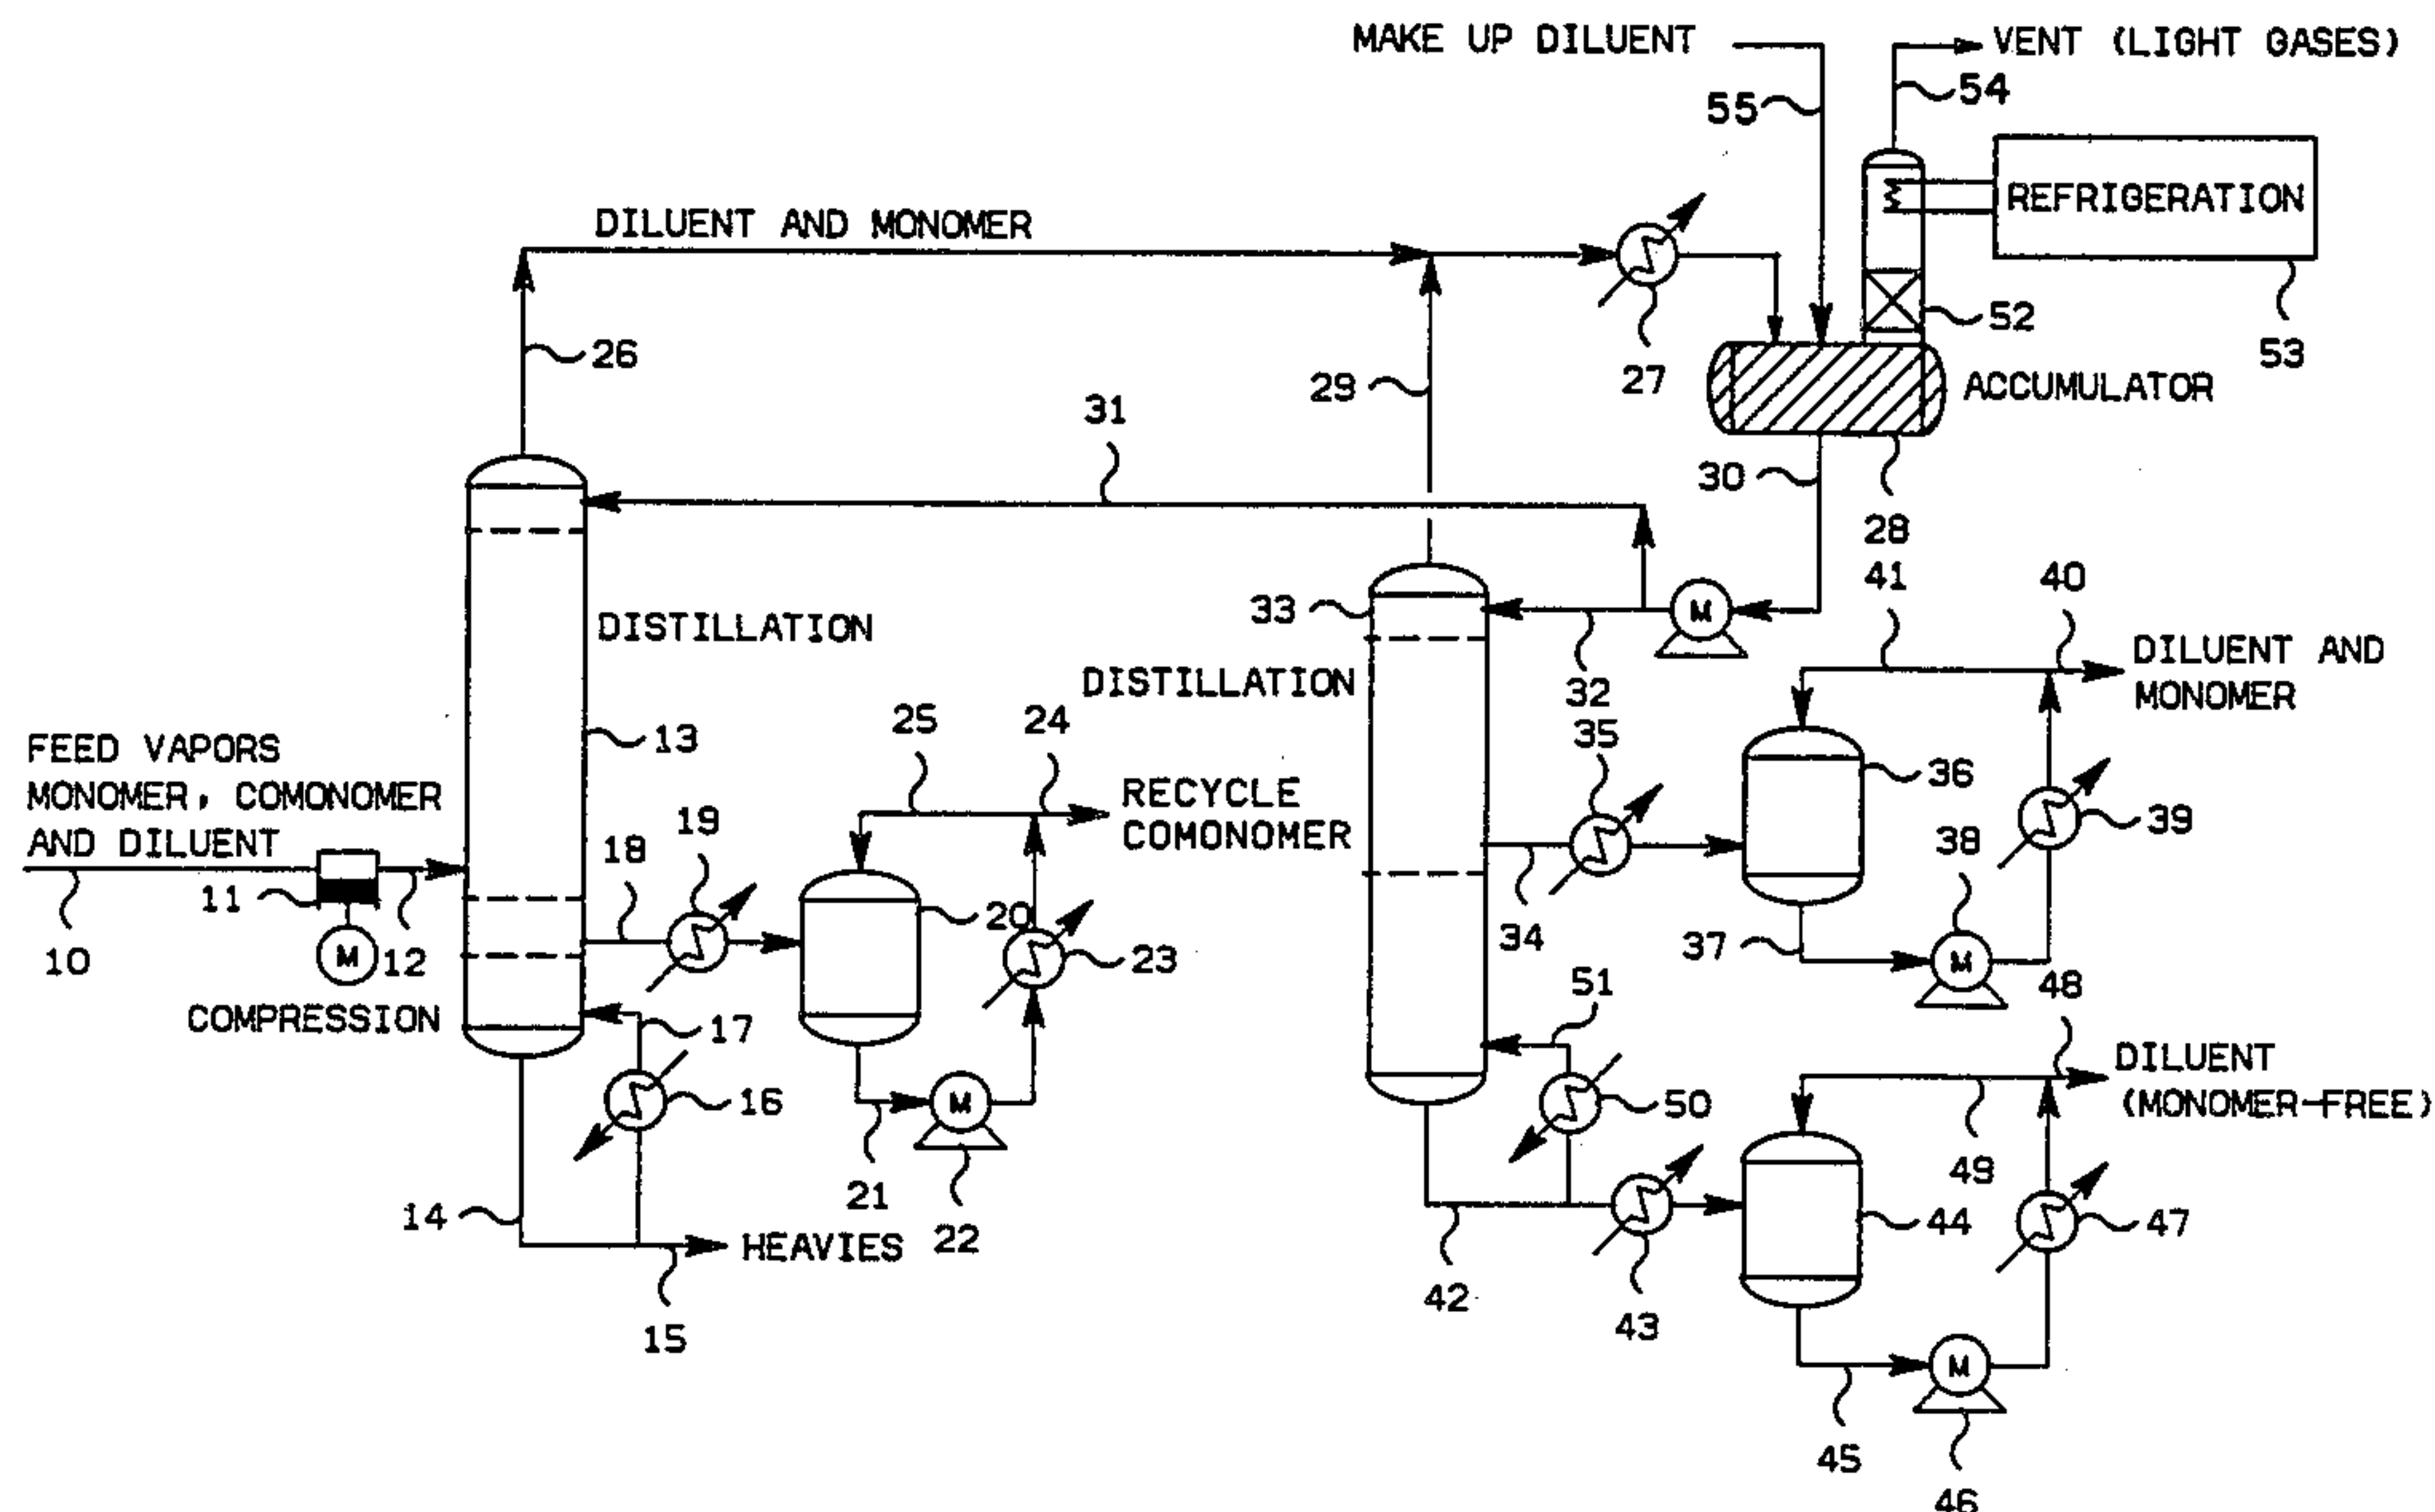 MAKE UP DILUENT
VENT (LIGHT GASES)
54
55
REFRIGERATION
DILUENT AND MONOMER
52
53
26
27
29
ACCUMULATOR
31
30
28
41
40
33
DISTILLATION
32
DILUENT AND
MONOMER
DISTILLATION
35
25
24
13
FEED VAPORS
MONOMER, COMONOMER
AND DILUENT
36
RECYCLE
COMONOMER
19
18
39
38
11
20
34
37
M
M
10
12
23
51
48
COMPRESSION
17
DILUENT
(MONOMER-FREE)
16
M
50
49
14
21
22
44
47
HEAVIES
42
43
15
M
45
46
M